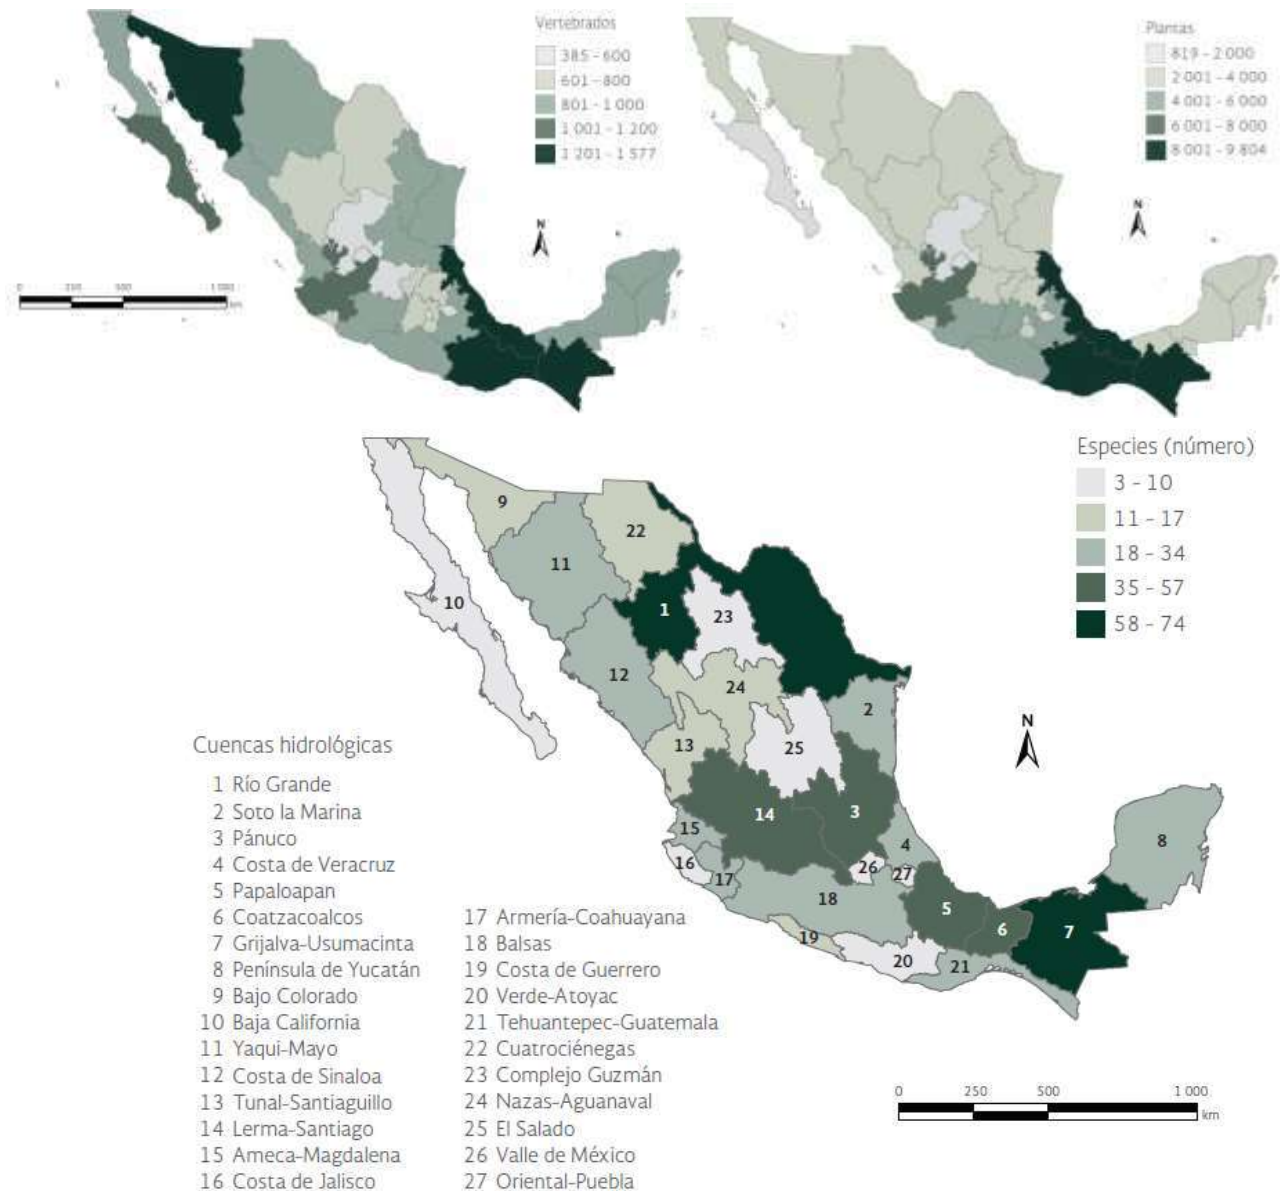 Vertebrados
385 - 600
601 - 800
801 - 1 000
1 001 - 1 200
1 201 - 1 577
N
0 250 500 1 000
km
Plantas
819 - 2 000
2 001 - 4 000
4 001 - 6 000
6 001 - 8 000
8 001 - 9 804
N
Especies (número)
3 - 10
11 - 17
18 - 34
35 - 57
58 - 74
9
22
11
10
1
23
12
24
2
13
25
N
14
3
15
4
8
16
26
27
17
18
5
6
7
19
20
21
0 250 500 1 000
km
Cuencas hidrológicas
1 Río Grande
2 Soto la Marina
3 Pánuco
4 Costa de Veracruz
5 Papaloapan
6 Coatzacoalcos
7 Grijalva-Usumacinta
8 Península de Yucatán
9 Bajo Colorado
10 Baja California
11 Yaqui-Mayo
12 Costa de Sinaloa
13 Tunal-Santiaguillo
14 Lerma-Santiago
15 Ameca-Magdalena
16 Costa de Jalisco
17 Armería-Coahuayana
18 Balsas
19 Costa de Guerrero
20 Verde-Atoyac
21 Tehuantepec-Guatemala
22 Cuatrociénegas
23 Complejo Guzmán
24 Nazas-Aguanaval
25 El Salado
26 Valle de México
27 Oriental-Puebla